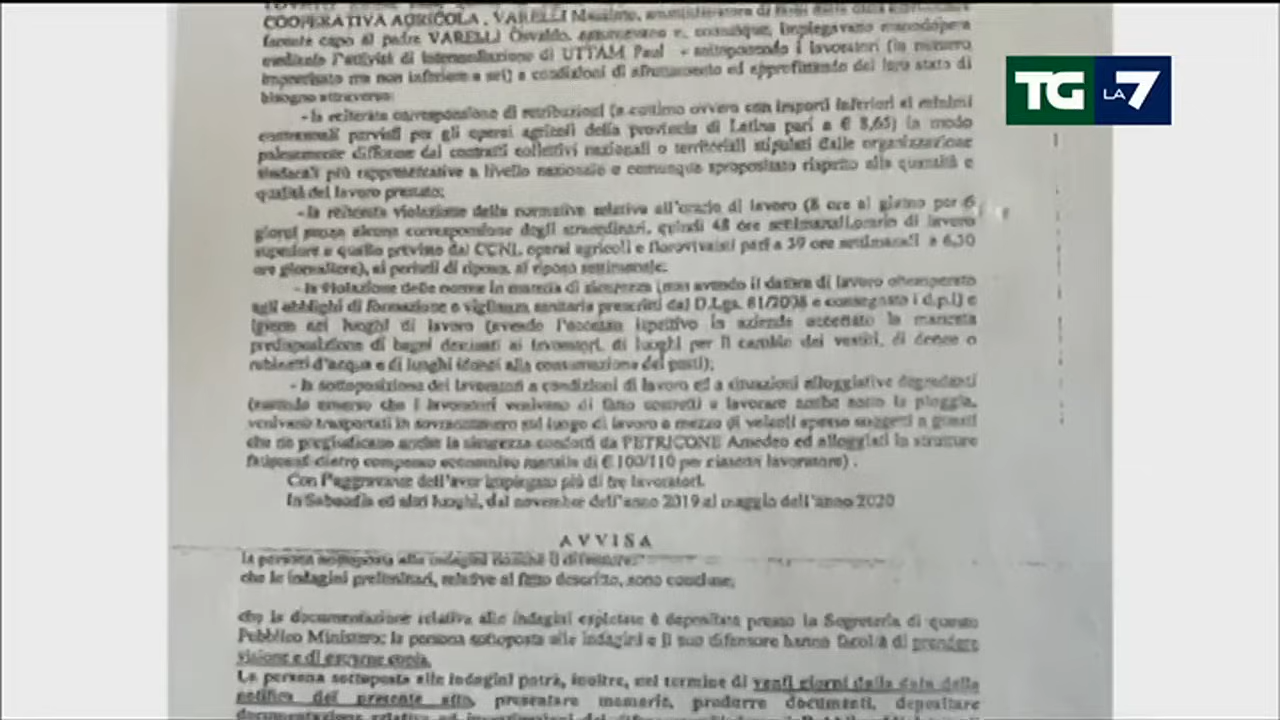 COOPERATIVA AGRICOLA, VARELLI Massimo, amministratore di
facente capo al padre VARELLI Osvaldo, assumevano e, comunque, impiegavano manodopera
mediante l'attività di intermediazione di UTTAM Paul - sottoponendo i lavoratori (in numero
imprecisato ma non inferiore a sei) a condizioni di sfruttamento ed approfittando del loro stato di
bisogno attraverso:
- la reiterata corresponsione di retribuzioni (a cottimo ovvero con importi inferiori ai minimi
contrattuali previsti per gli operai agricoli della provincia di Latina pari a € 8,65) in modo
palesemente difforme dai contratti collettivi nazionali o territoriali stipulati dalle organizzazione
sindacali più rappresentative a livello nazionale e comunque sproporzionato rispetto alla quantità e
qualità del lavoro prestato;
- la reiterata violazione della normativa relativa all'orario di lavoro (8 ore al giorno per 6
giorni senza alcuna corresponsione degli straordinari, quindi 48 ore settimanali, orario di lavoro
superiore a quello previsto dal CCNL operai agricoli e florovivaisti pari a 39 ore settimanali a 6,30
ore giornaliere), ai periodi di riposo, al riposo settimanale;
- la violazione delle norme in materia di sicurezza (non avendo il datore di lavoro ottemperato
agli obblighi di formazione e vigilanza sanitaria prescritti dal D.Lgs. 81/2008 e consegnato i d.p.i) e
igiene nei luoghi di lavoro (avendo l'accesso ispettivo in azienda accertato la mancata
predisposizione di bagni destinati ai lavoratori, di luoghi per il cambio dei vestiti, di docce o
rubinetti d'acqua e di luoghi idonei alla consumazione dei pasti);
- la sottoposizione dei lavoratori a condizioni di lavoro ed a situazioni alloggiative degradanti
(essendo emerso che i lavoratori venivano di fatto costretti a lavorare anche sotto la pioggia,
venivano trasportati in sovrannumero sul luogo di lavoro a mezzo di veicoli spesso soggetti a guasti
che ne pregiudicano anche la sicurezza condotti da PETRICONE Amedeo ed alloggiati in strutture
fatiscenti dietro compenso economico mensile di € 100/110 per ciascun lavoratore).
Con l'aggravante dell'aver impiegato più di tre lavoratori.
In Sabaudia ed altri luoghi, dal novembre dell'anno 2019 al maggio dell'anno 2020
AVVISA
la persona sottoposta alle indagini nonché il difensore:
che le indagini preliminari, relative al fatto descritto, sono concluse;
che la documentazione relativa alle indagini espletate è depositata presso la Segreteria di questo
Pubblico Ministero; la persona sottoposta alle indagini e il suo difensore hanno facoltà di prendere
visione e di estrarne copia.
La persona sottoposta alle indagini potrà, inoltre, nel termine di venti giorni dalla data della
notifica del presente atto, presentare memorie, produrre documenti, depositare
documentazione relativa ad
TG LA7